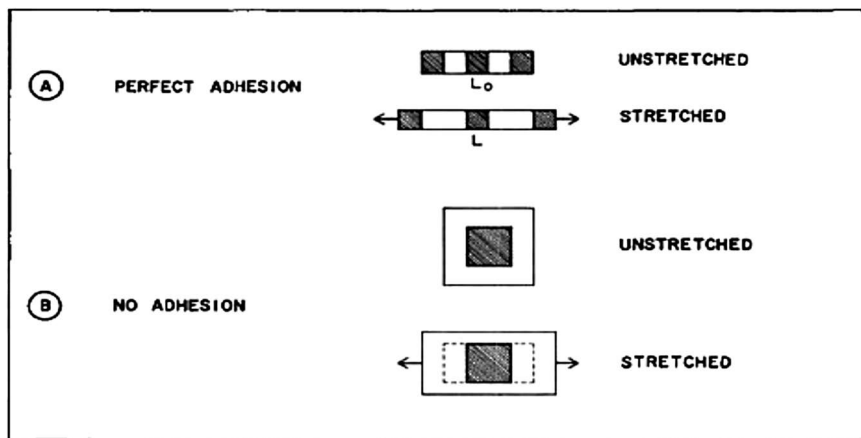 UNSTRETCHED
A PERFECT ADHESION
Lo
STRETCHED
L
UNSTRETCHED
B NO ADHESION
STRETCHED